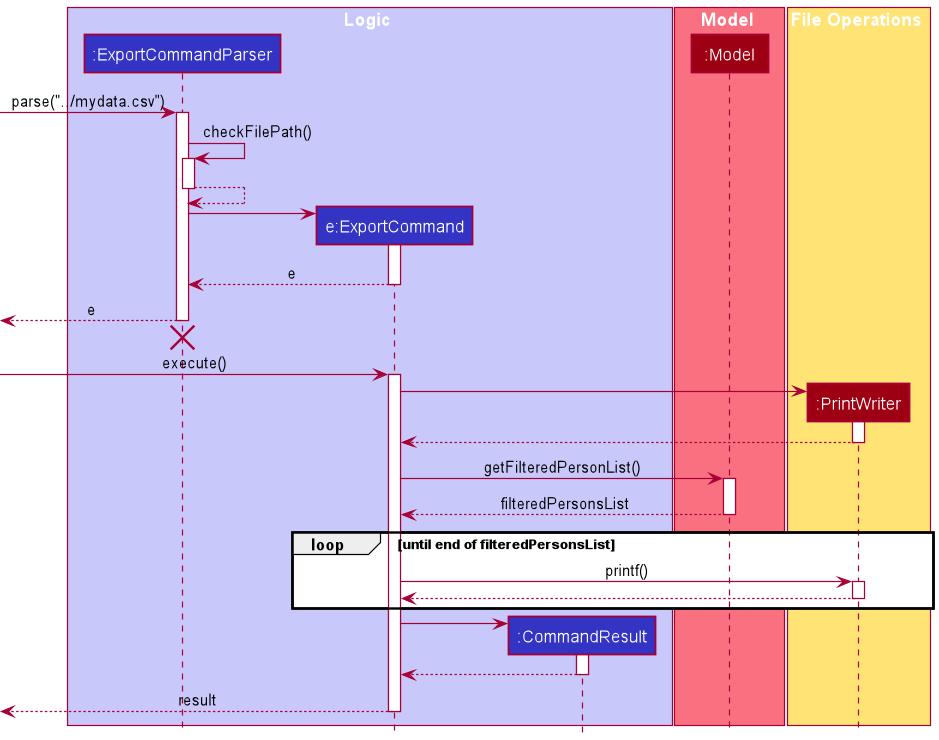 Logic
Model
File Operations
:ExportCommandParser
:Model
parse("../mydata.csv")
checkFilePath()
e:ExportCommand
e
e
execute()
:PrintWriter
getFilteredPersonList()
filteredPersonsList
loop
[until end of filteredPersonsList]
printf()
:CommandResult
result